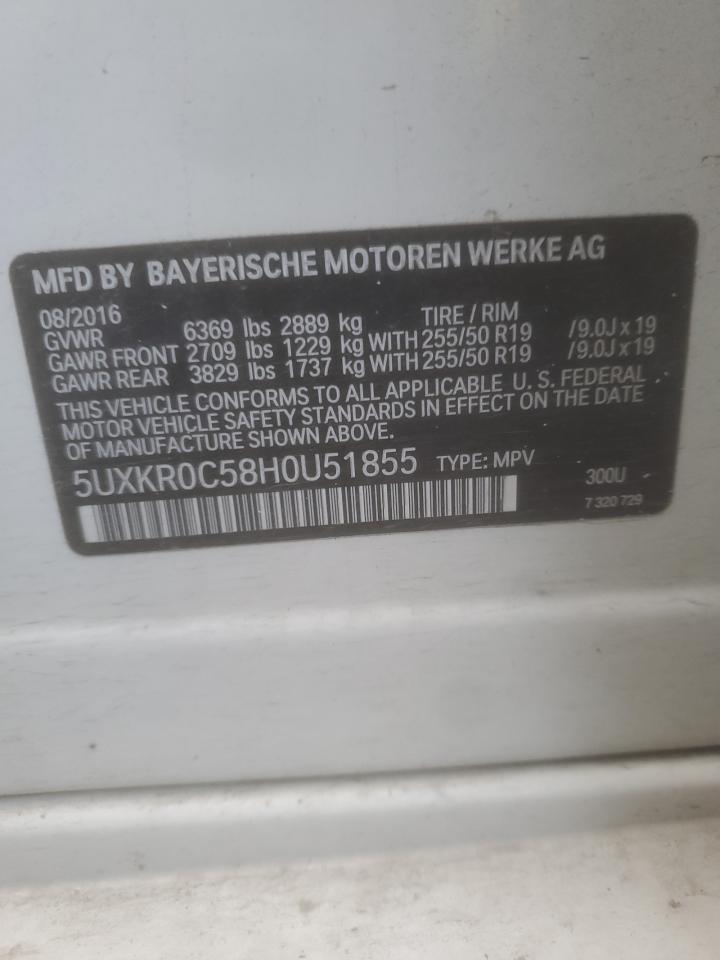 MFD BY BAYERISCHE MOTOREN WERKE AG
08/2016 TIRE / RIM
GVWR 6369 lbs 2889 kg
GAWR FRONT 2709 lbs 1229 kg WITH 255/50 R19 /9.0J x 19
GAWR REAR 3829 lbs 1737 kg WITH 255/50 R19 /9.0J x 19
THIS VEHICLE CONFORMS TO ALL APPLICABLE U. S. FEDERAL
MOTOR VEHICLE SAFETY STANDARDS IN EFFECT ON THE DATE
OF MANUFACTURE SHOWN ABOVE.
5UXKR0C58H0U51855 TYPE: MPV 300U
7 320 729